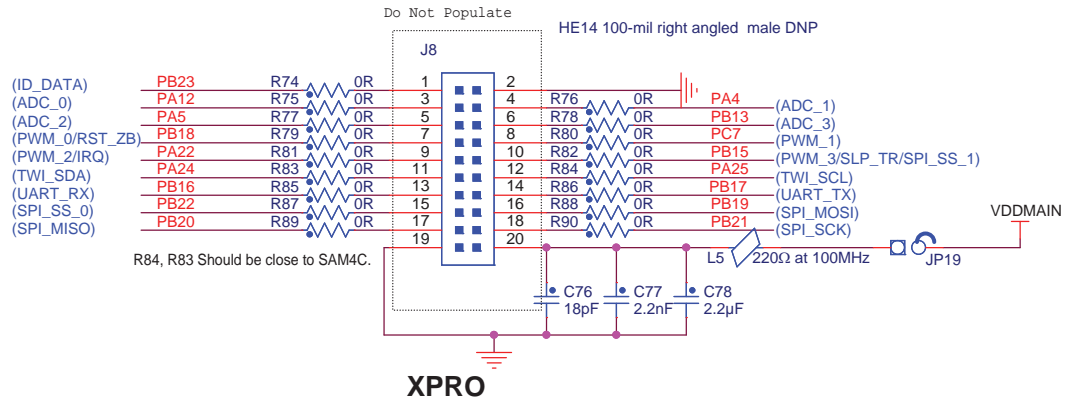 Do Not Populate
HE14 100-mil right angled male DNP
J8
(ID_DATA) PB23 R74 0R 1 2
(ADC_0) PA12 R75 0R 3 4 R76 0R PA4 (ADC_1)
(ADC_2) PA5 R77 0R 5 6 R78 0R PB13 (ADC_3)
(PWM_0/RST_ZB) PB18 R79 0R 7 8 R80 0R PC7 (PWM_1)
(PWM_2/IRQ) PA22 R81 0R 9 10 R82 0R PB15 (PWM_3/SLP_TR/SPI_SS_1)
(TWI_SDA) PA24 R83 0R 11 12 R84 0R PA25 (TWI_SCL)
(UART_RX) PB16 R85 0R 13 14 R86 0R PB17 (UART_TX)
(SPI_SS_0) PB22 R87 0R 15 16 R88 0R PB19 (SPI_MOSI)
(SPI_MISO) PB20 R89 0R 17 18 R90 0R PB21 (SPI_SCK)
VDDMAIN
19 20
R84, R83 Should be close to SAM4C.
L5 220Ω at 100MHz JP19
C76 C77 C78
18pF 2.2nF 2.2µF
XPRO